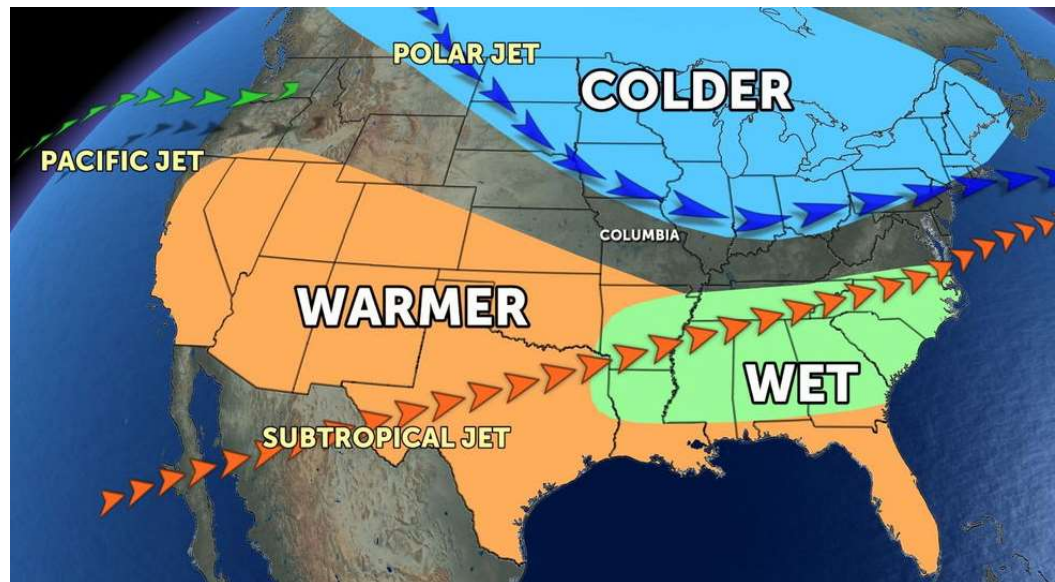 POLAR JET
COLDER
PACIFIC JET
COLUMBIA
WARMER
WET
SUBTROPICAL JET